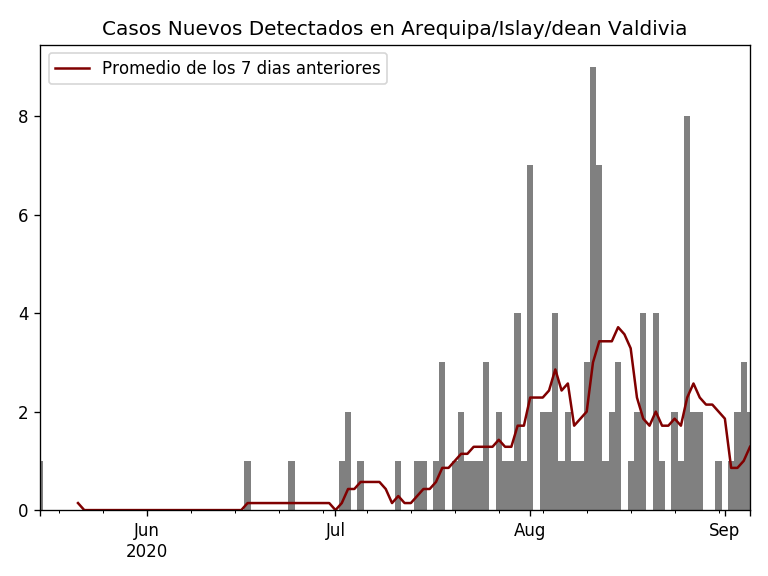 Casos Nuevos Detectados en Arequipa/Islay/dean Valdivia
Promedio de los 7 dias anteriores
8
6
4
2
0
Jun
2020
Jul
Aug
Sep